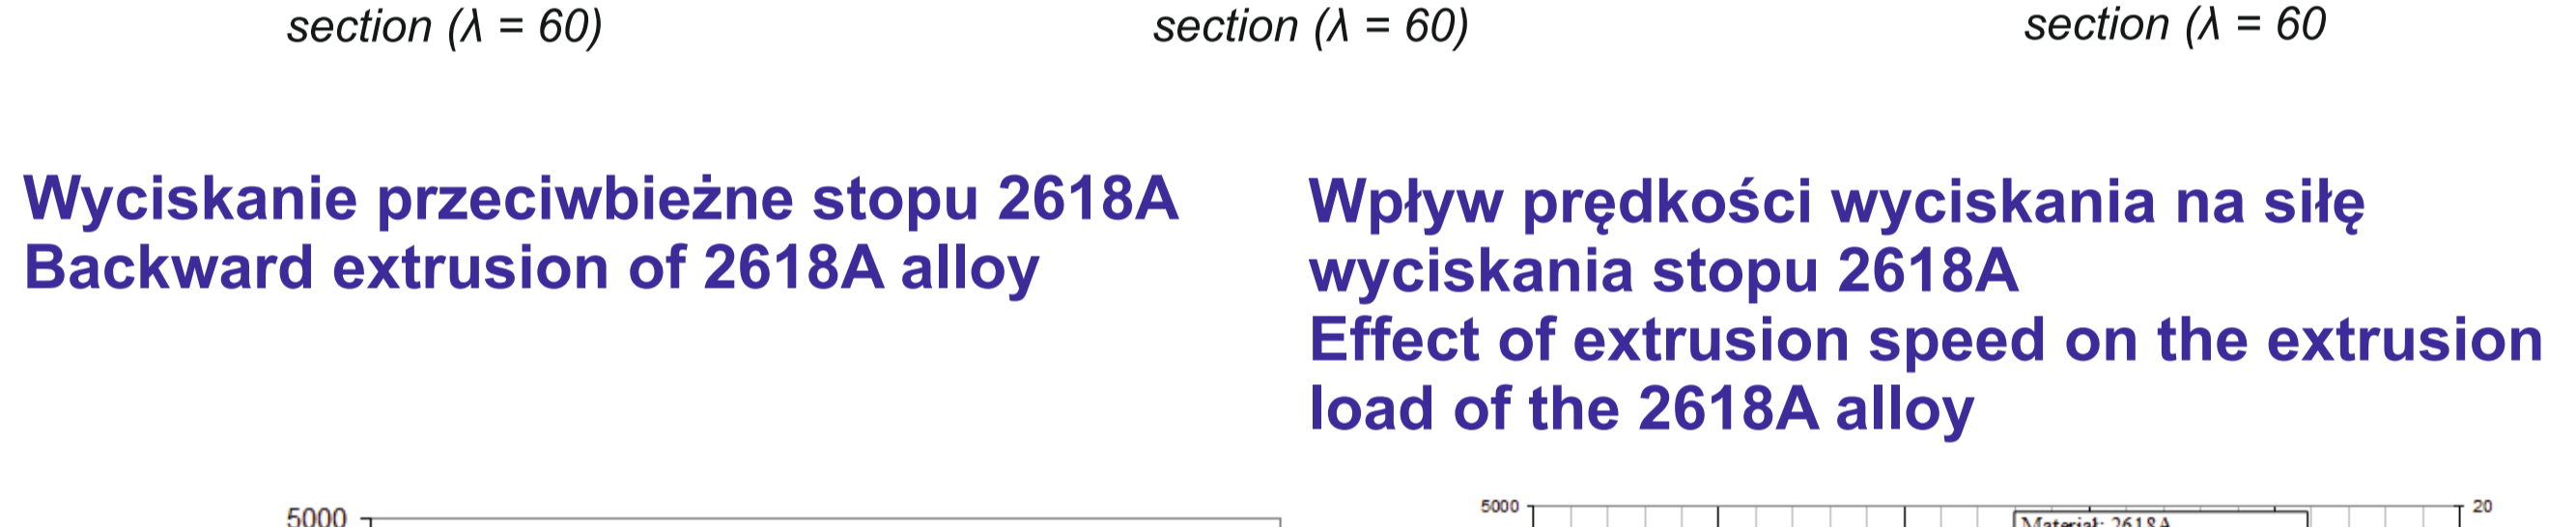 section (λ = 60)
section (λ = 60)
section (λ = 60
Wyciskanie przeciwbieżne stopu 2618A
Backward extrusion of 2618A alloy
Wpływ prędkości wyciskania na siłę
wyciskania stopu 2618A
Effect of extrusion speed on the extrusion
load of the 2618A alloy
5000
5000
20
Materiał: 2618A